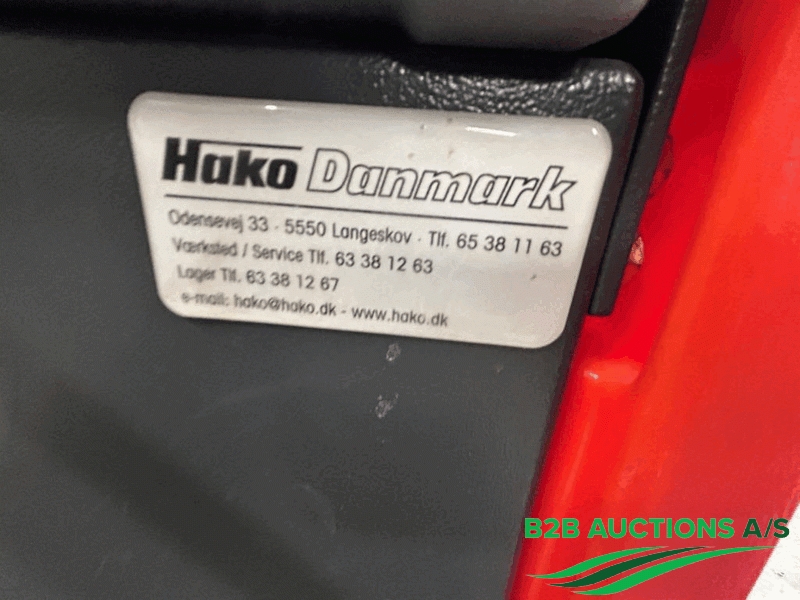 Hako Danmark
Odensevej 33 - 5550 Langeskov - Tlf. 65 38 11 63
Værksted / Service Tlf. 63 38 12 63
Lager Tlf. 63 38 12 67
e-mail: hako@hako.dk - www.hako.dk
B2B AUCTIONS A/S